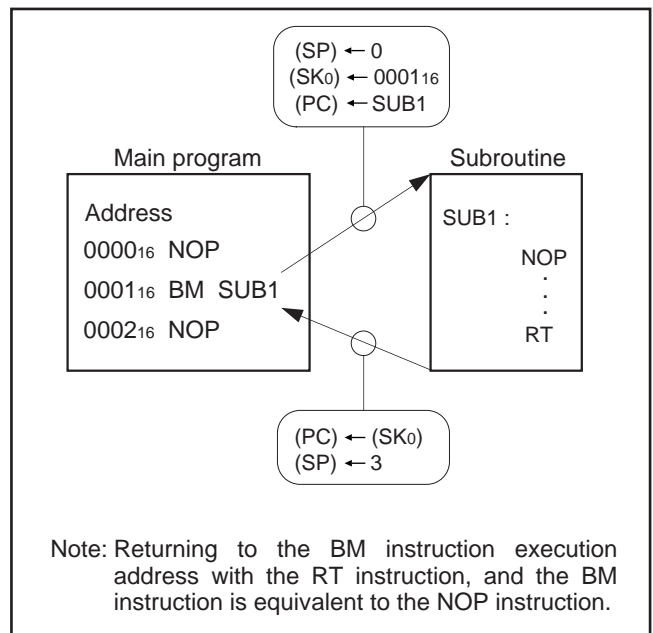 (SP) ← 0
(SK0) ← 000116
(PC) ← SUB1
Main program
Subroutine
Address
000016 NOP
000116 BM SUB1
000216 NOP
SUB1 :
NOP
.
.
.
RT
(PC) ← (SK0)
(SP) ← 3
Note: Returning to the BM instruction execution
address with the RT instruction, and the BM
instruction is equivalent to the NOP instruction.